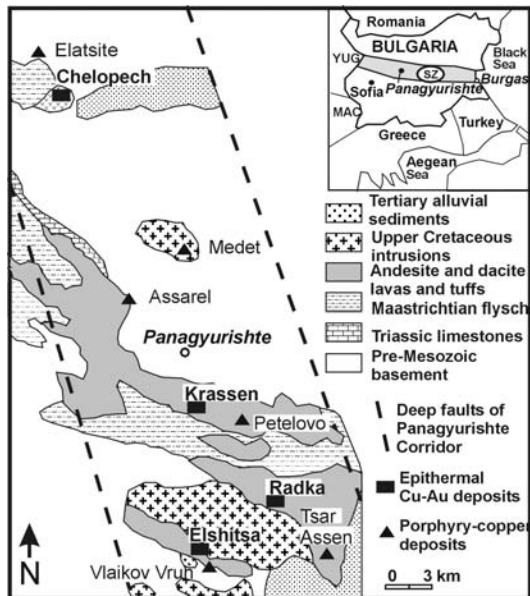 Elatsite
Chelopech
Medet
Assarel
Panagyurishte
Krassen
Petelovo
Radka
Tsar
Assen
Elshitsa
Vlaikov Vruh
N
Romania
BULGARIA
Black
Sea
YUG
SZ
Burgas
Panagyurishte
Sofia
MAC
Turkey
Greece
Aegean
Sea
Tertiary alluvial
sediments
Upper Cretaceous
intrusions
Andesite and dacite
lavas and tuffs
Maastrichtian flysch
Triassic limestones
Pre-Mesozoic
basement
Deep faults of
Panagyurishte
Corridor
Epithermal
Cu-Au deposits
Porphyry-copper
deposits
0 3 km